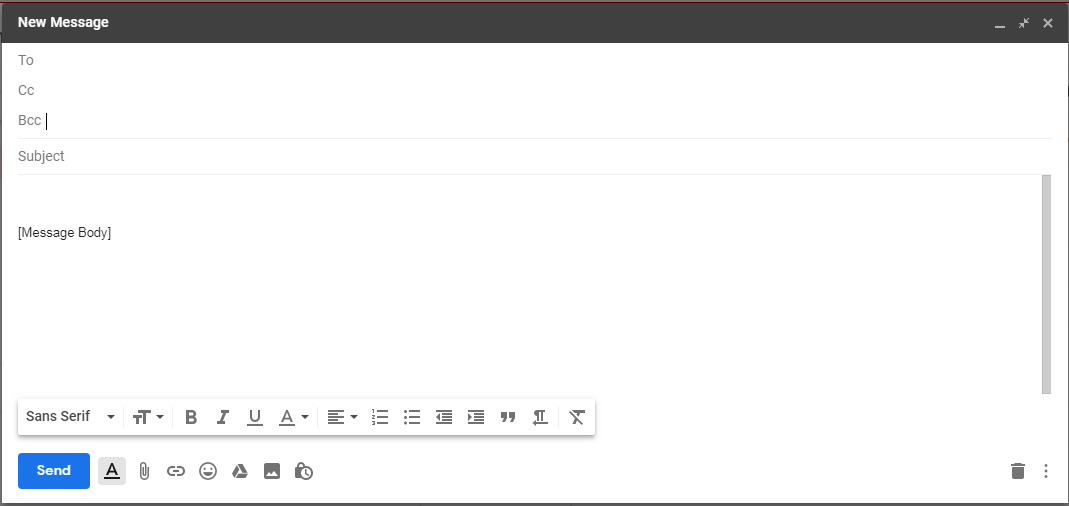 New Message
To
Cc
Bcc
Subject
[Message Body]
Sans Serif
Send